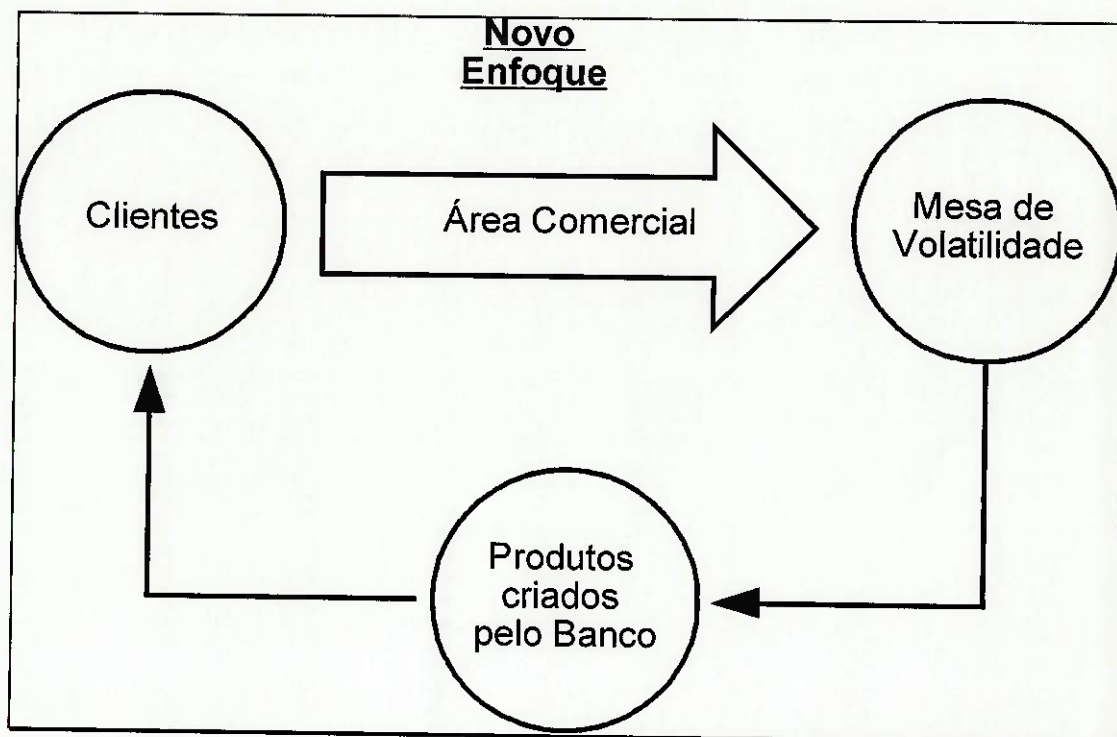 Novo
Enfoque
Clientes
Área Comercial
Mesa de
Volatilidade
Produtos
criados
pelo Banco